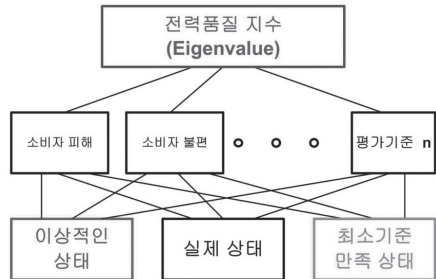 전력품질 지수
(Eigenvalue)
소비자 피해
소비자 불편
평가기준 n
이상적인
상태
실제 상태
최소기준
만족 상태